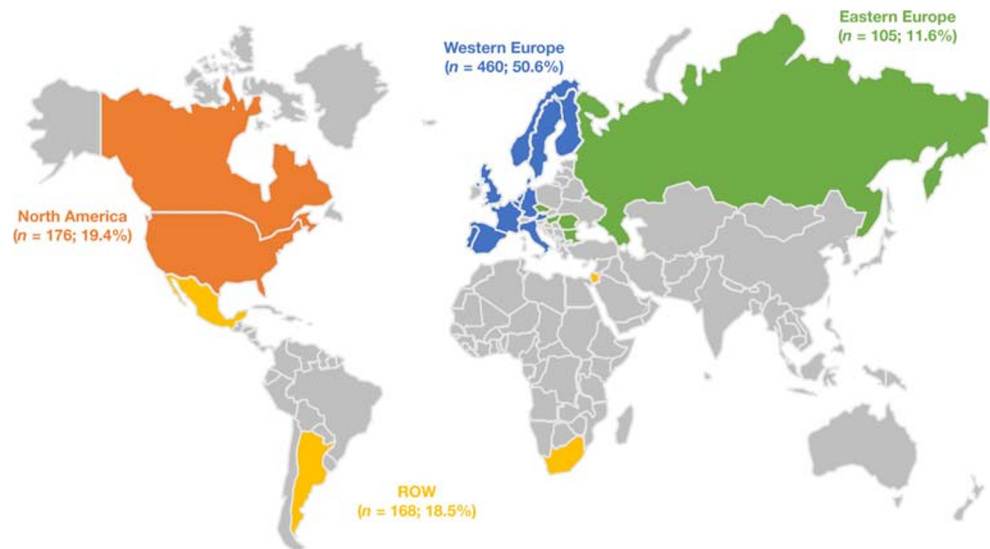 Eastern Europe
(n = 105; 11.6%)
Western Europe
(n = 460; 50.6%)
North America
(n = 176; 19.4%)
ROW
(n = 168; 18.5%)